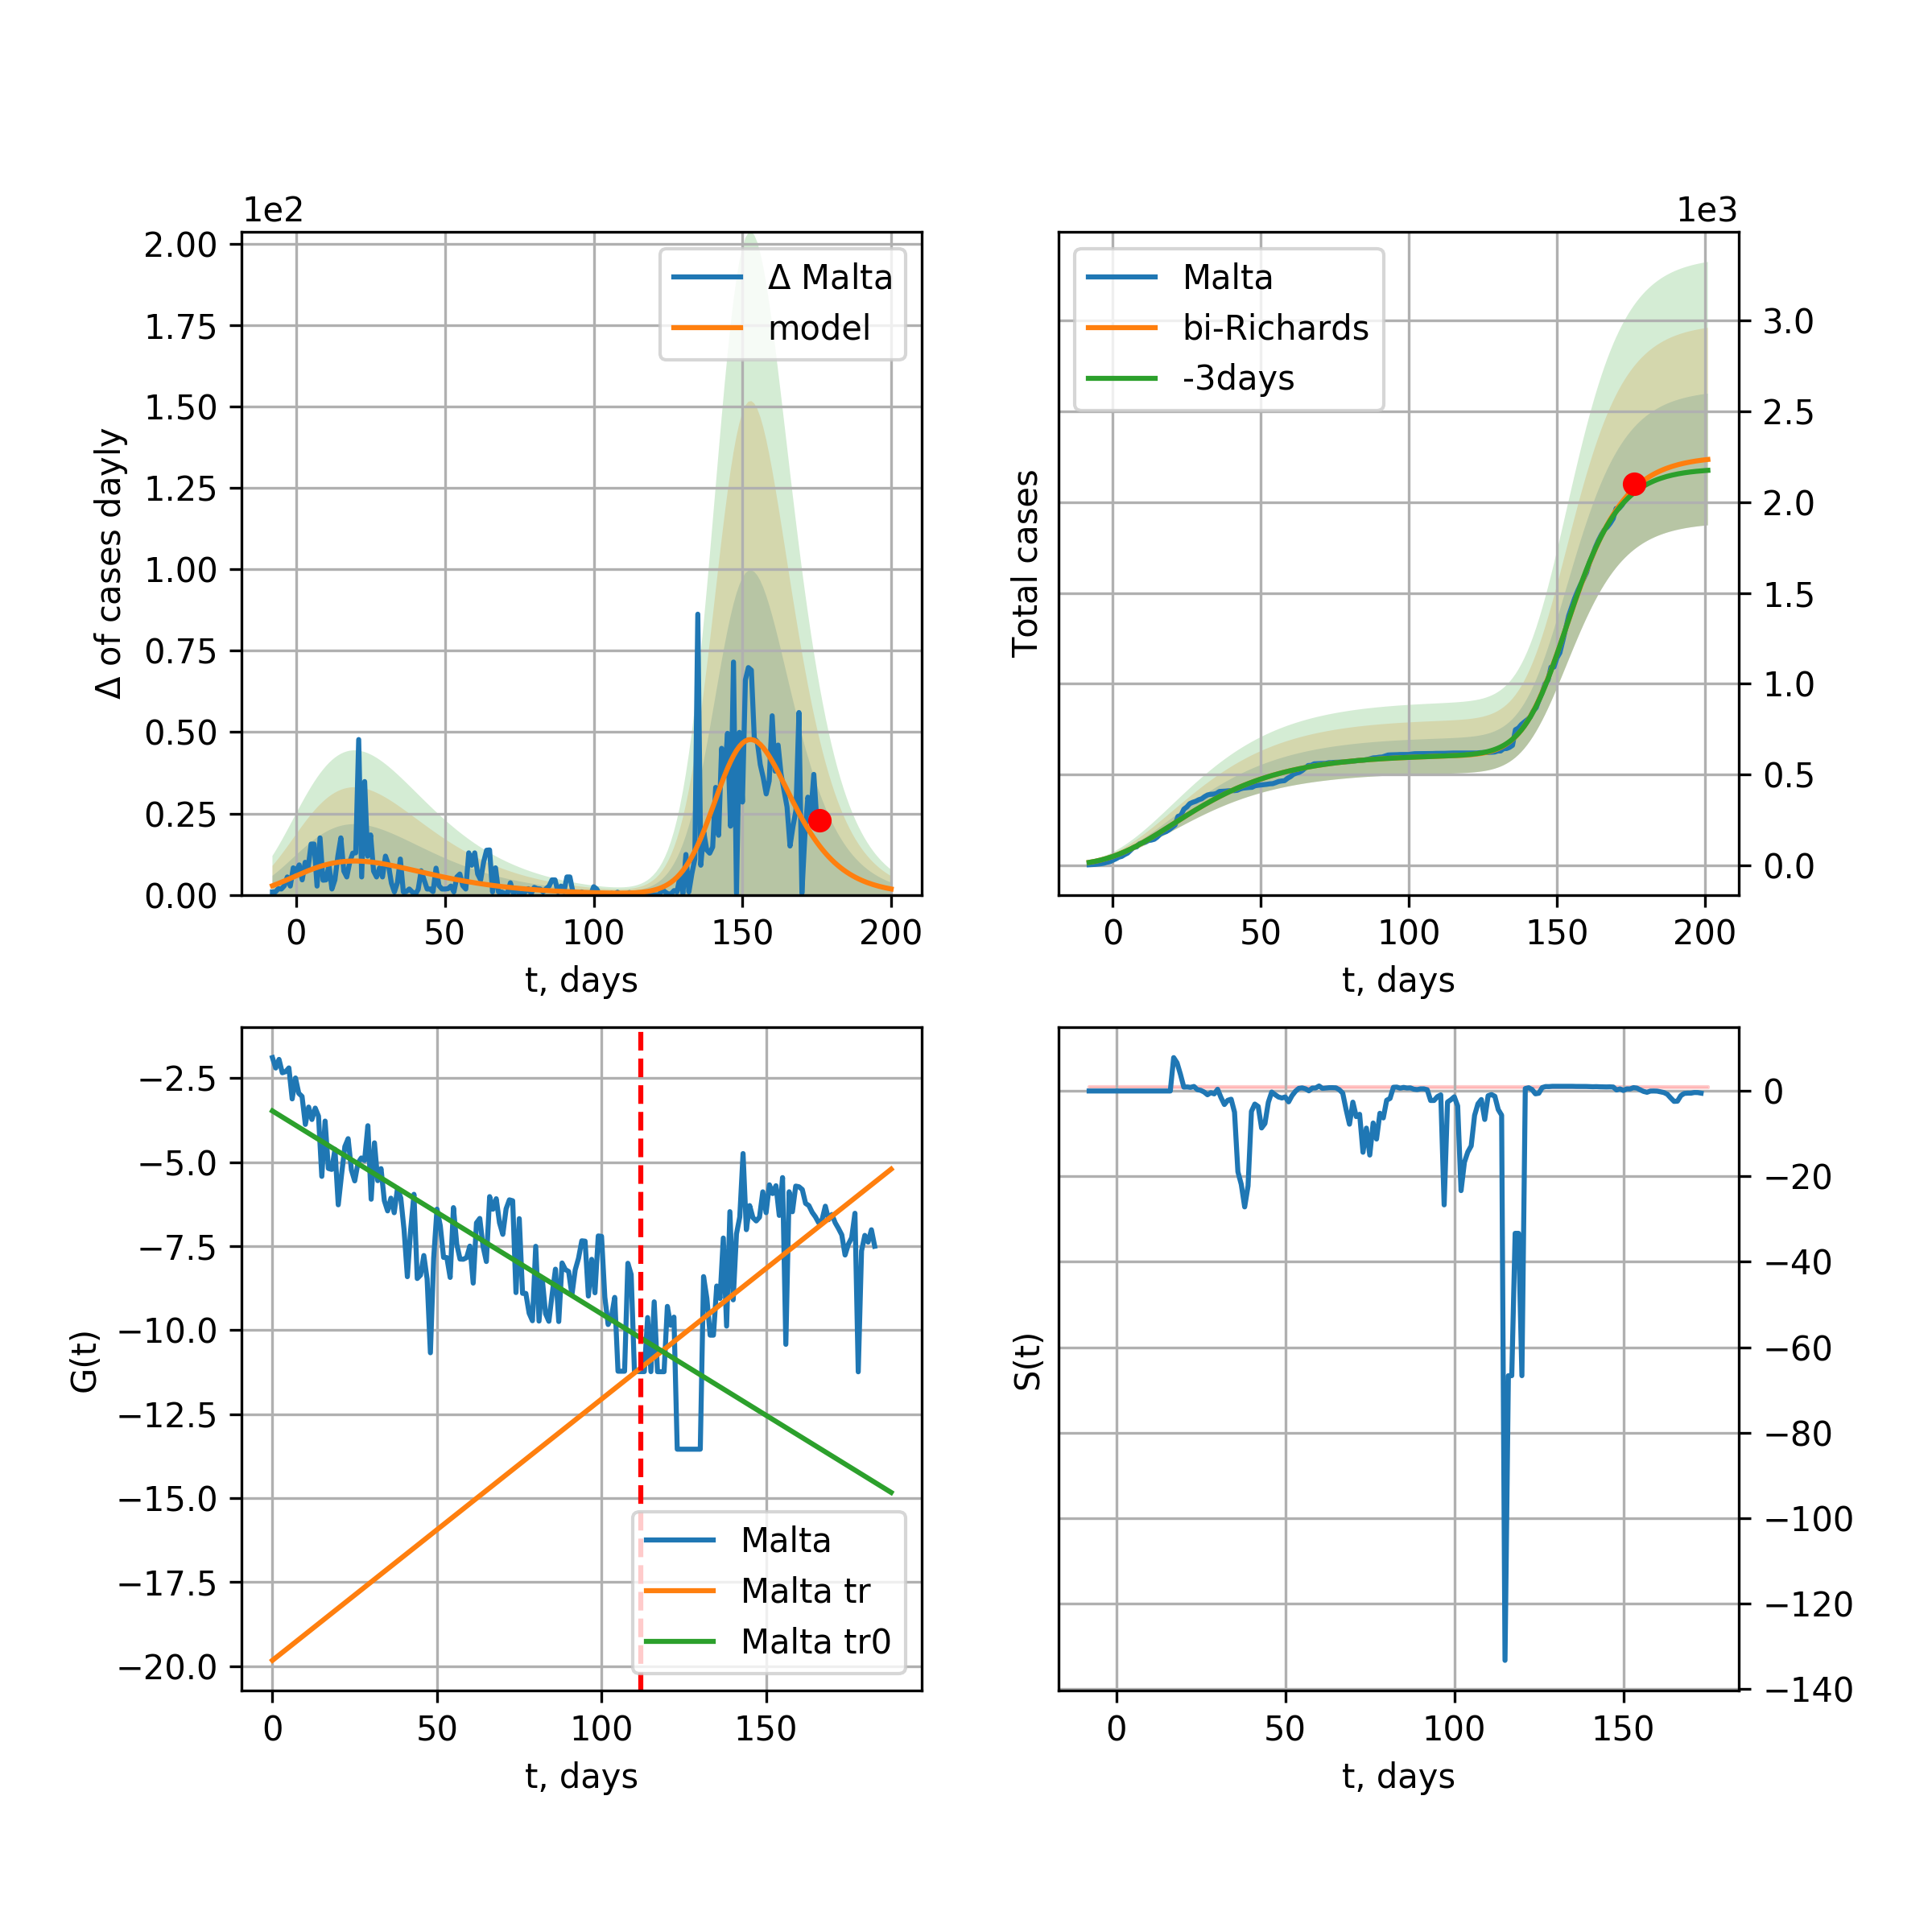 1e2
2.00
1.75
1.50
1.25
1.00
0.75
0.50
0.25
0.00
Δ of cases dayly
Δ Malta
model
0 50 100 150 200
t, days
1e3
Malta
bi-Richards
-3days
Total cases
3.0
2.5
2.0
1.5
1.0
0.5
0.0
0 50 100 150 200
t, days
−2.5
−5.0
−7.5
−10.0
−12.5
−15.0
−17.5
−20.0
G(t)
Malta
Malta tr
Malta tr0
0 50 100 150
t, days
S(t)
0
−20
−40
−60
−80
−100
−120
−140
0 50 100 150
t, days